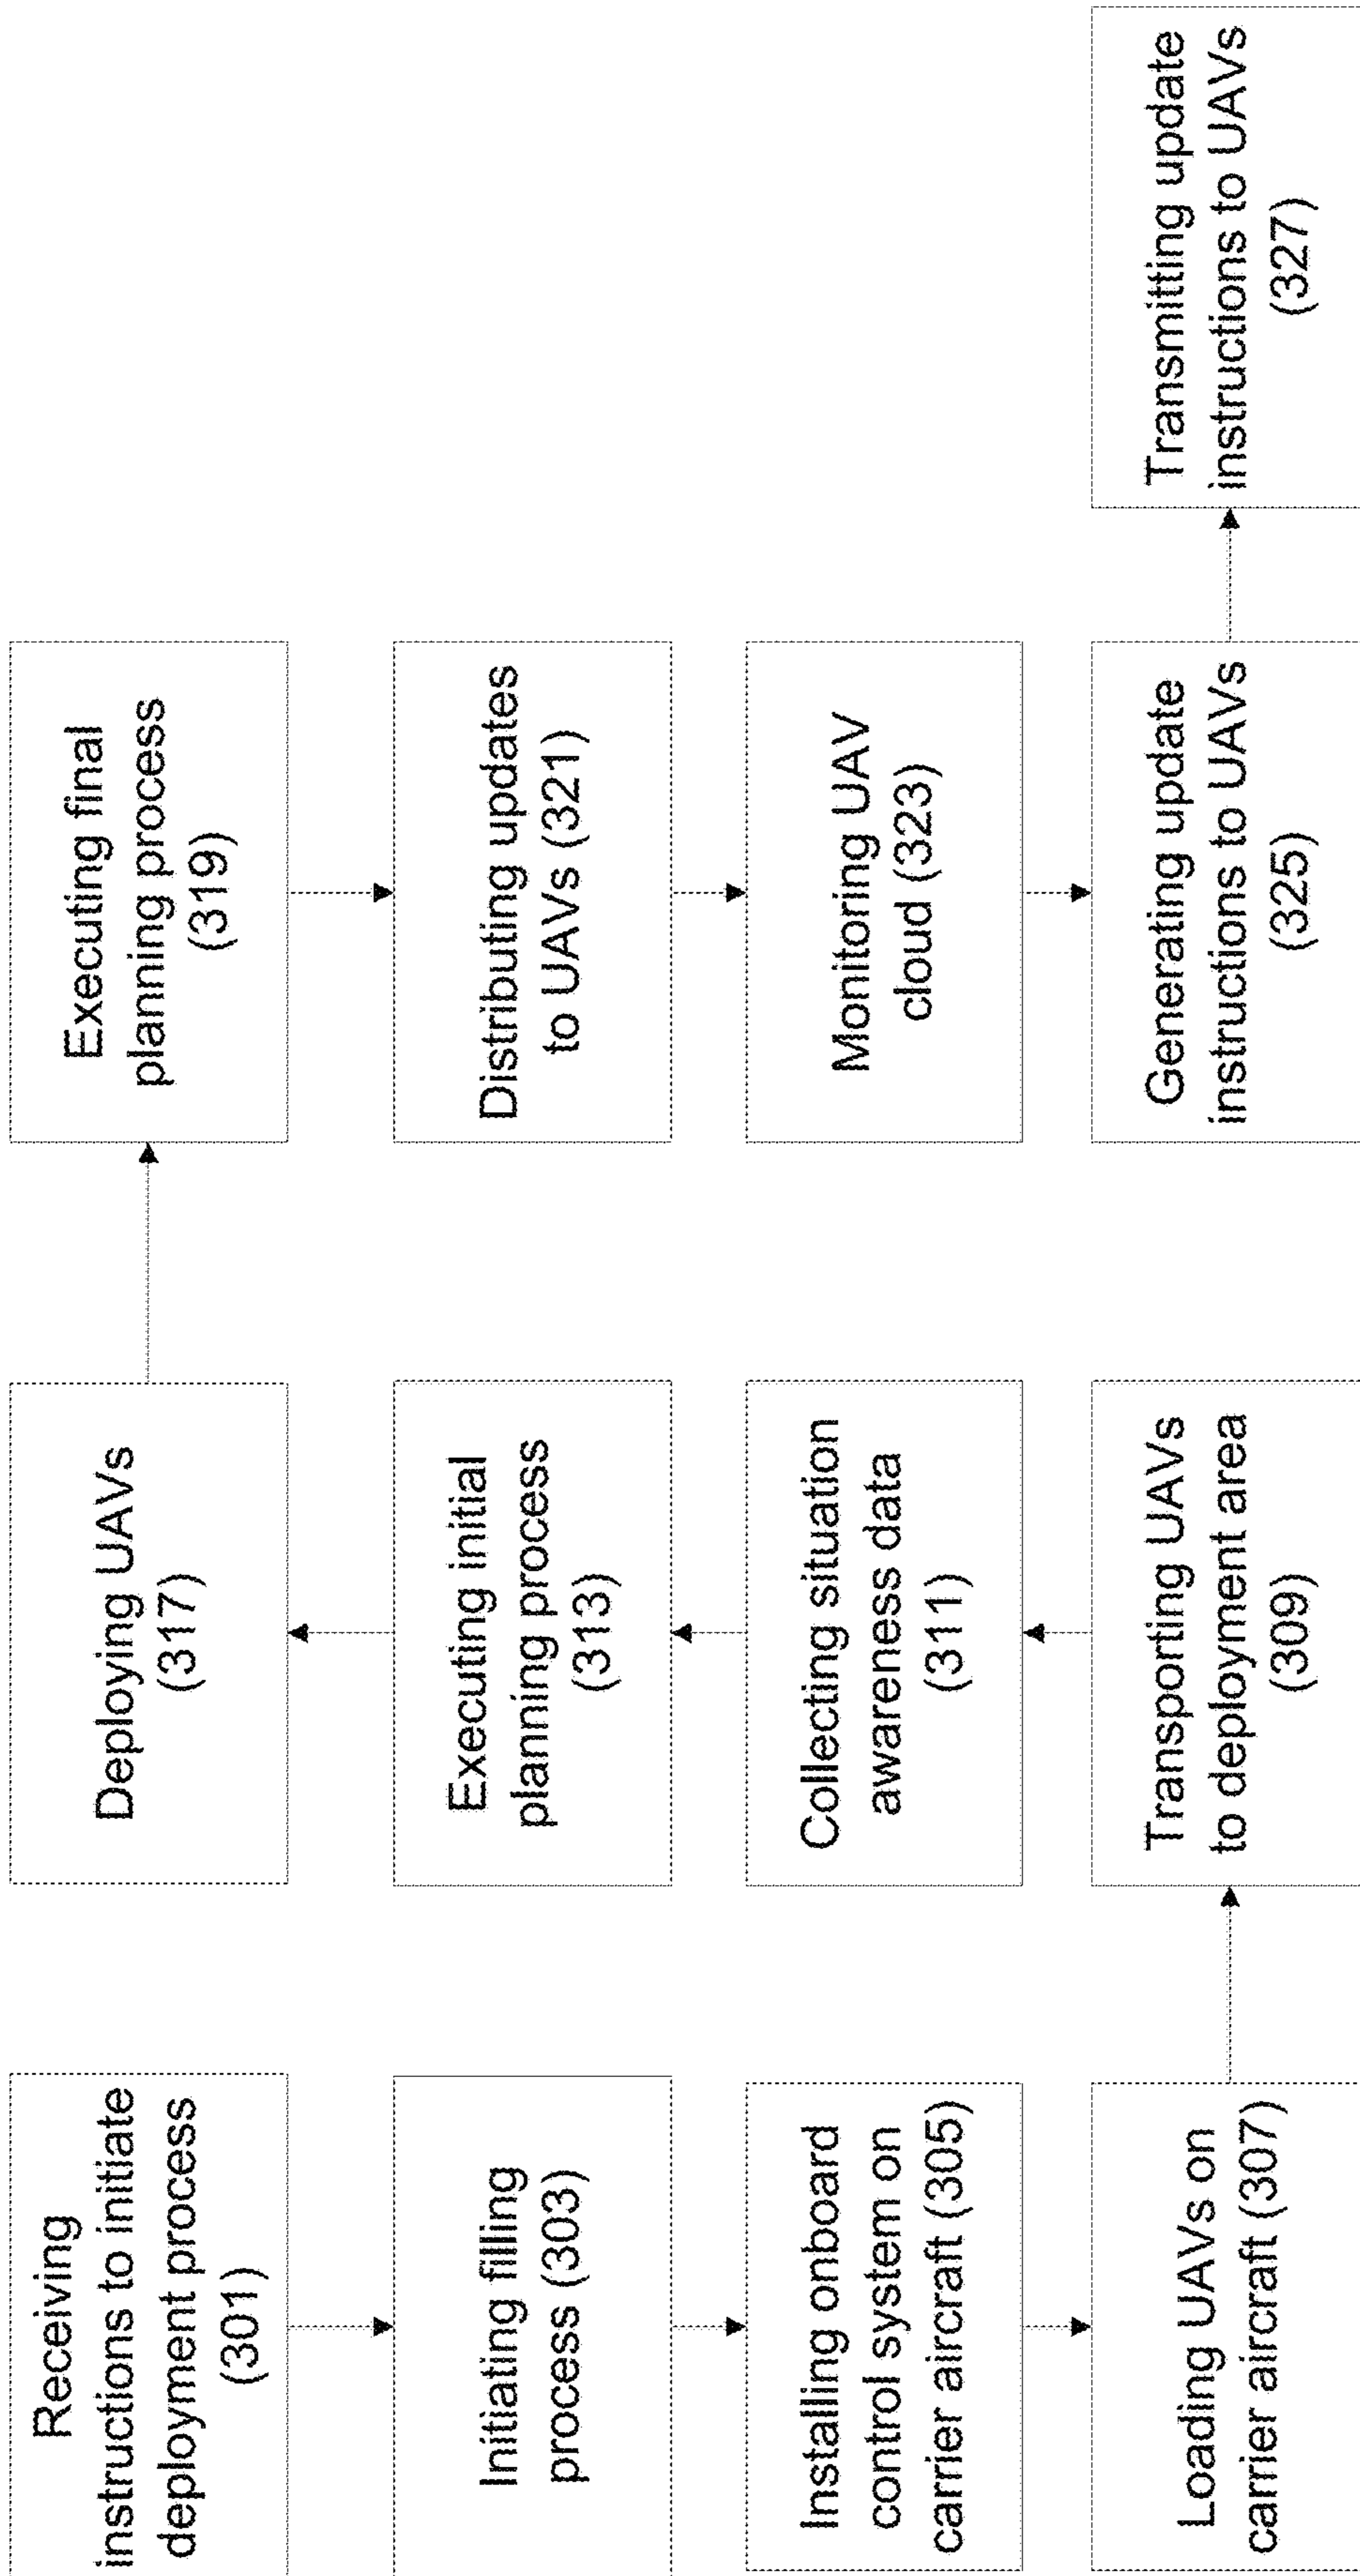 Receiving
instructions to initiate
deployment process
(301)
Initiating filling
process (303)
Installing onboard
control system on
carrier aircraft (305)
Loading UAVs on
carrier aircraft (307)
Transporting UAVs
to deployment area
(309)
Collecting situation
awareness data
(311)
Executing initial
planning process
(313)
Deploying UAVs
(317)
Executing final
planning process
(319)
Distributing updates
to UAVs (321)
Monitoring UAV
cloud (323)
Generating update
instructions to UAVs
(325)
Transmitting update
instructions to UAVs
(327)